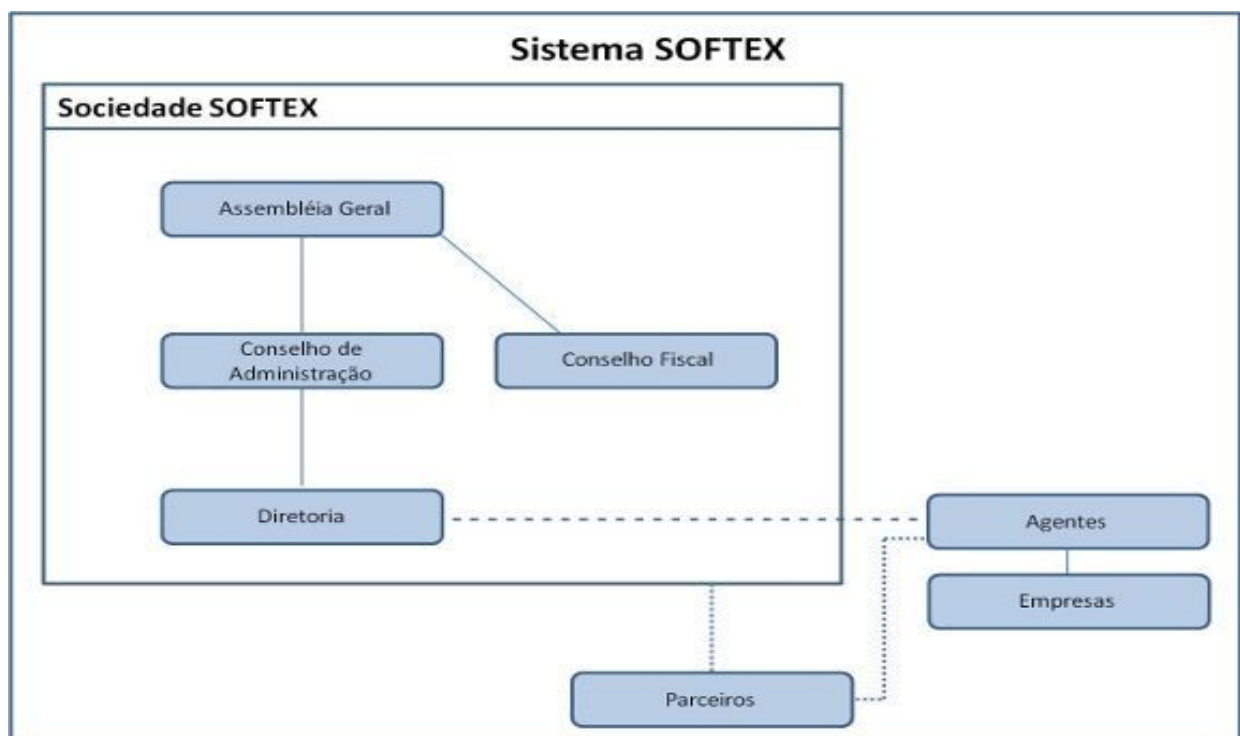 Sistema SOFTEX
Sociedade SOFTEX
Assembléia Geral
Conselho de
Administração
Conselho Fiscal
Diretoria
Agentes
Empresas
Parceiros